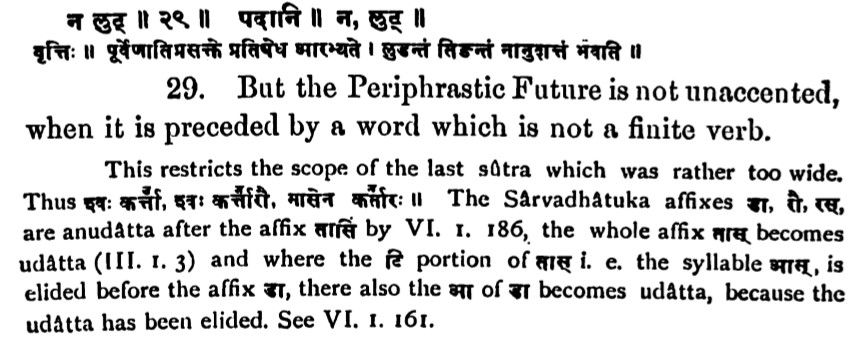 न लुट् ॥ २९ ॥ पदानि ॥ न, लुट् ॥
वृत्तिः ॥ पूर्वेणातिप्रसक्ते प्रतिषेध आरभ्यते । लुडन्तं तिङन्तं नानुदात्तं भवति ॥
29. But the Periphrastic Future is not unaccented,
when it is preceded by a word which is not a finite verb.
This restricts the scope of the last sûtra which was rather too wide.
Thus श्वः कर्त्ता, श्वः कर्त्तारौ, मासेन कर्त्तारः ॥ The Sârvadhâtuka affixes डा, रौ, रस्,
are anudâtta after the affix तासि by VI. 1. 186, the whole affix तास् becomes
udâtta (III. 1. 3) and where the टि portion of तास् i. e. the syllable आस्, is
elided before the affix डा, there also the आ of डा becomes udâtta, because the
udâtta has been elided. See VI. 1. 161.